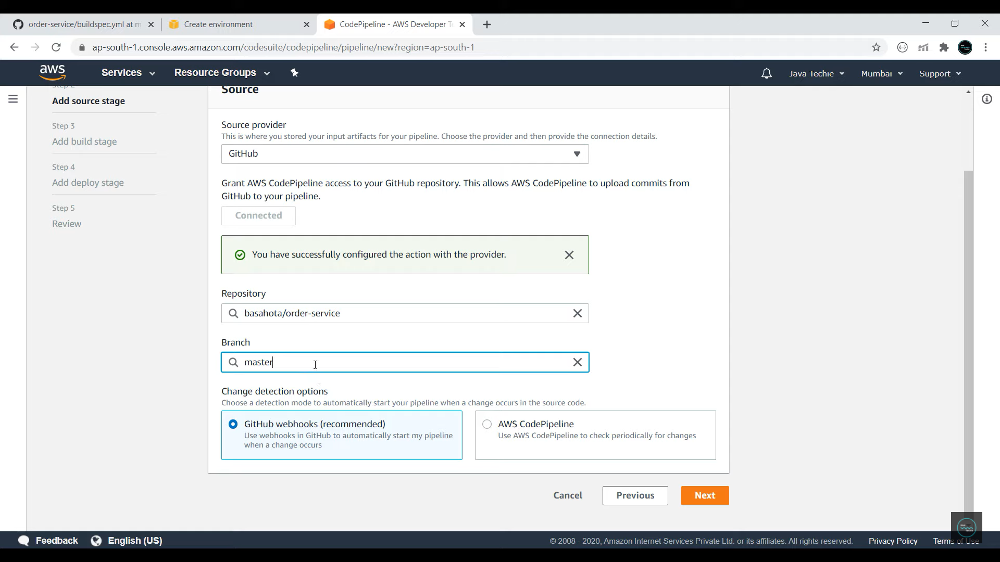 order-service/buildspec.yml at m
Create environment
CodePipeline - AWS Developer To
ap-south-1.console.aws.amazon.com/codesuite/codepipeline/pipeline/new?region=ap-south-1
aws
Services
Resource Groups
Java Techie
Mumbai
Support
Step 2
Add source stage
Step 3
Add build stage
Step 4
Add deploy stage
Step 5
Review
Source
Source provider
This is where you stored your input artifacts for your pipeline. Choose the provider and then provide the connection details.
GitHub
Grant AWS CodePipeline access to your GitHub repository. This allows AWS CodePipeline to upload commits from
GitHub to your pipeline.
Connected
You have successfully configured the action with the provider.
Repository
basahota/order-service
Branch
master
Change detection options
Choose a detection mode to automatically start your pipeline when a change occurs in the source code.
GitHub webhooks (recommended)
Use webhooks in GitHub to automatically start my pipeline
when a change occurs
AWS CodePipeline
Use AWS CodePipeline to check periodically for changes
Cancel
Previous
Next
Feedback
English (US)
© 2008 - 2020, Amazon Internet Services Private Ltd. or its affiliates. All rights reserved.
Privacy Policy
Terms of Use